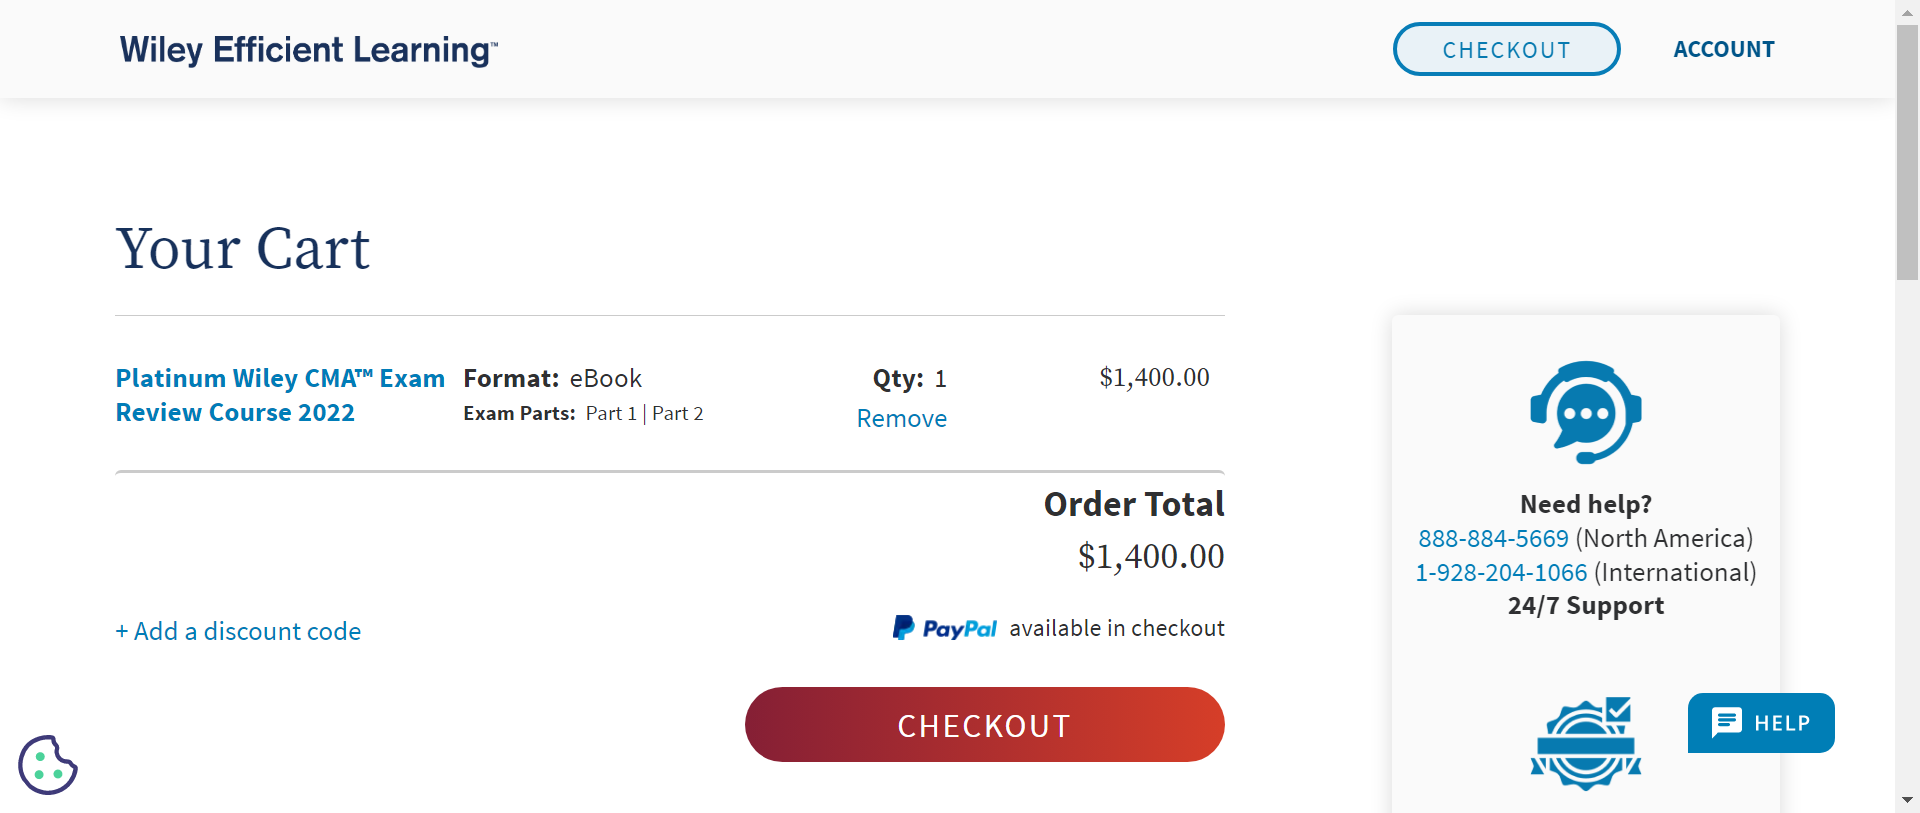 Wiley Efficient Learning™
CHECKOUT
ACCOUNT
Your Cart
Platinum Wiley CMA™ Exam
Review Course 2022
Format: eBook
Exam Parts: Part 1 | Part 2
Qty: 1
Remove
$1,400.00
Order Total
$1,400.00
+ Add a discount code
PayPal available in checkout
CHECKOUT
Need help?
888-884-5669 (North America)
1-928-204-1066 (International)
24/7 Support
HELP